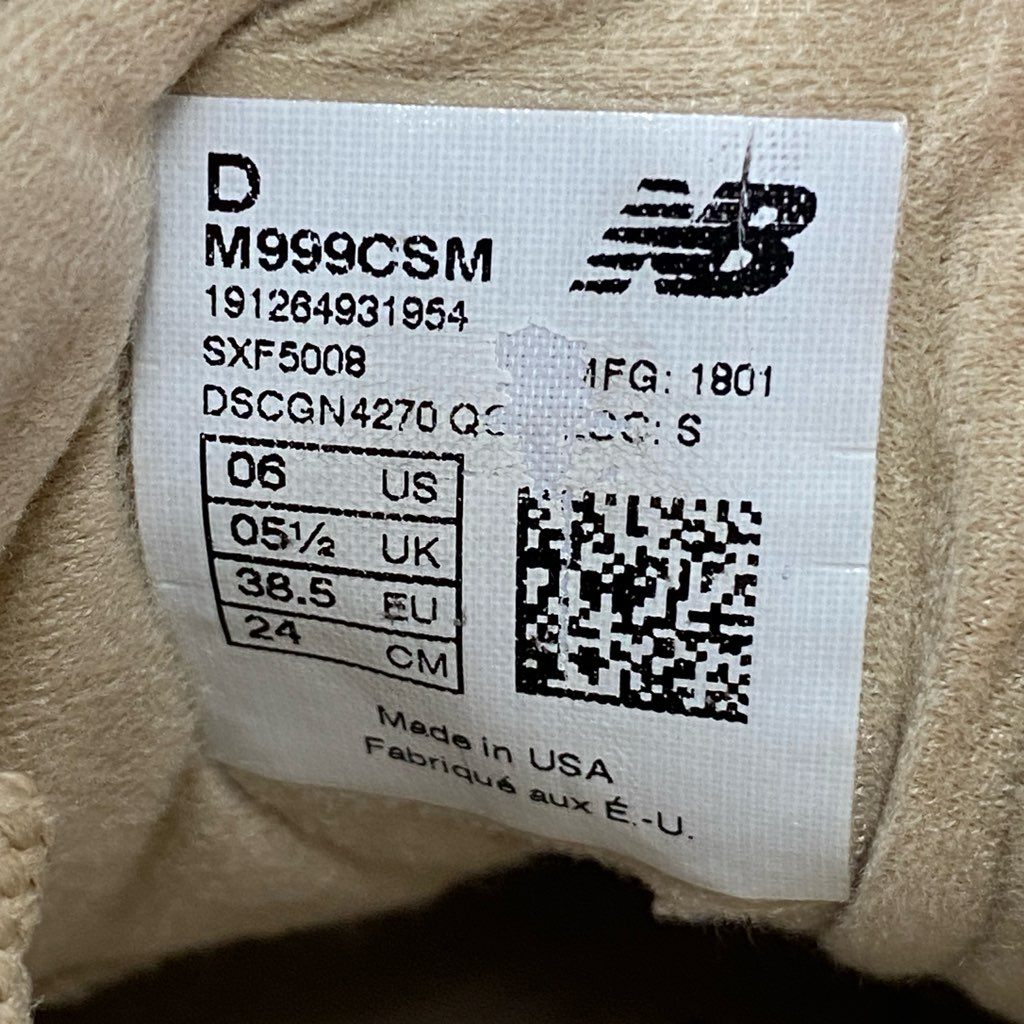 D
NB
M999CSM
191264931954
SXF5008
MFG: 1801
DSCGN4270 S
06 US
05½ UK
38.5 EU
24 CM
Made in USA
Fabriqué aux É.-U.